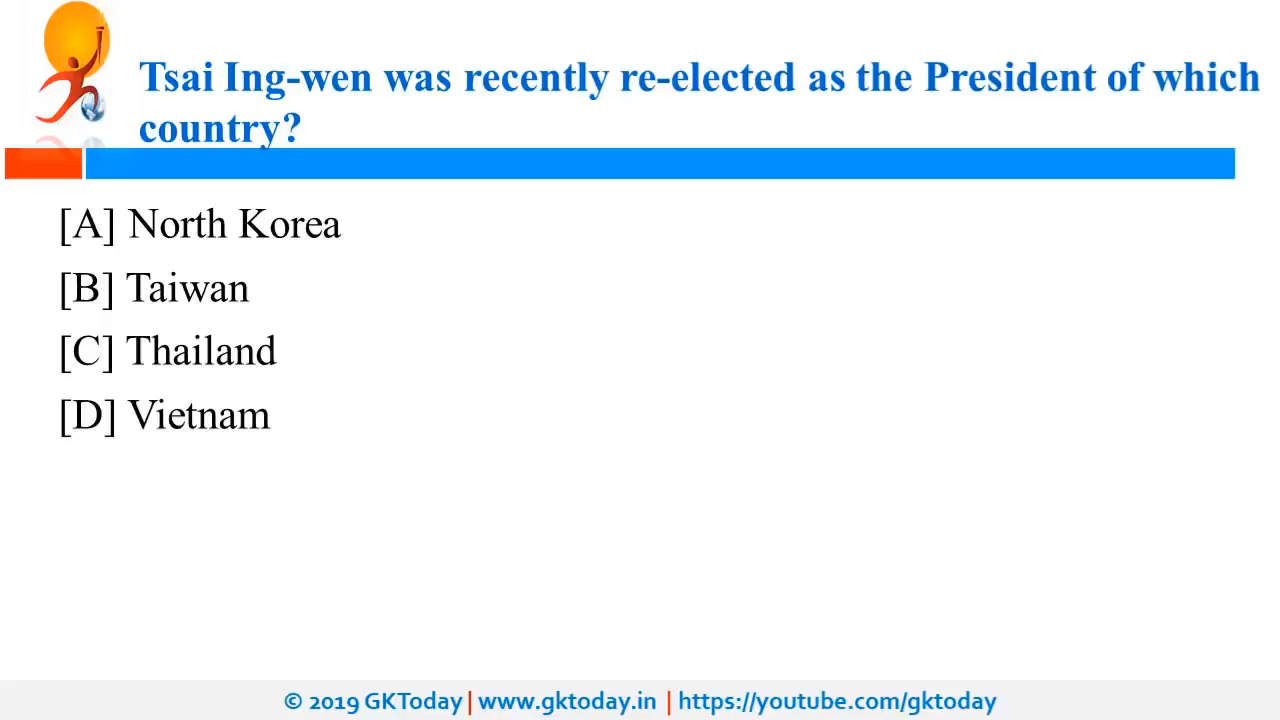 Tsai Ing-wen was recently re-elected as the President of which
country?
[A] North Korea
[B] Taiwan
[C] Thailand
[D] Vietnam
© 2019 GKToday | www.gktoday.in | https://youtube.com/gktoday